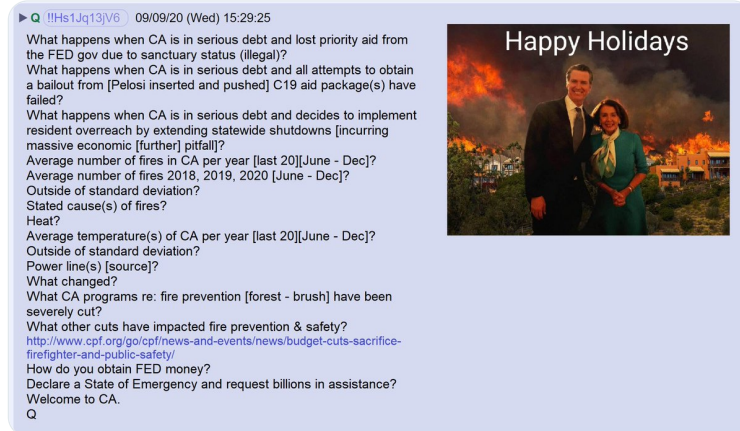 Q !!Hs1Jq13jV6 09/09/20 (Wed) 15:29:25
What happens when CA is in serious debt and lost priority aid from
the FED gov due to sanctuary status (illegal)?
What happens when CA is in serious debt and all attempts to obtain
a bailout from [Pelosi inserted and pushed] C19 aid package(s) have
failed?
What happens when CA is in serious debt and decides to implement
resident overreach by extending statewide shutdowns [incurring
massive economic [further] pitfall]?
Average number of fires in CA per year [last 20][June - Dec]?
Average number of fires 2018, 2019, 2020 [June - Dec]?
Outside of standard deviation?
Stated cause(s) of fires?
Heat?
Average temperature(s) of CA per year [last 20][June - Dec]?
Outside of standard deviation?
Power line(s) [source]?
What changed?
What CA programs re: fire prevention [forest - brush] have been
severely cut?
What other cuts have impacted fire prevention & safety?
http://www.cpf.org/go/cpf/news-and-events/news/budget-cuts-sacrifice-
firefighter-and-public-safety/
How do you obtain FED money?
Declare a State of Emergency and request billions in assistance?
Welcome to CA.
Q
Happy Holidays